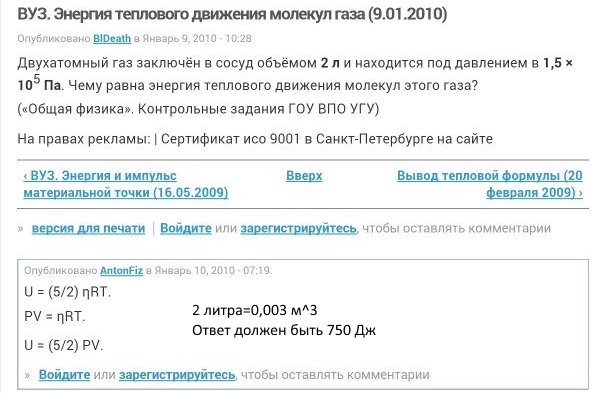 ВУЗ. Энергия теплового движения молекул газа (9.01.2010)
Опубликовано BlDeath в Январь 9, 2010 - 10:28
Двухатомный газ заключён в сосуд объёмом 2 л и находится под давлением в 1,5 ×
10⁵ Па. Чему равна энергия теплового движения молекул этого газа?
(«Общая физика». Контрольные задания ГОУ ВПО УГУ)
На правах рекламы: | Сертификат исо 9001 в Санкт-Петербурге на сайте
‹ ВУЗ. Энергия и импульс материальной точки (16.05.2009)
Вверх
Вывод тепловой формулы (20 февраля 2009) ›
» версия для печати | Войдите или зарегистрируйтесь, чтобы оставлять комментарии
Опубликовано AntonFiz в Январь 10, 2010 - 07:19.
U = (5/2) ηRT.
PV = ηRT.
U = (5/2) PV.
2 литра=0,003 м^3
Ответ должен быть 750 Дж
» Войдите или зарегистрируйтесь, чтобы оставлять комментарии